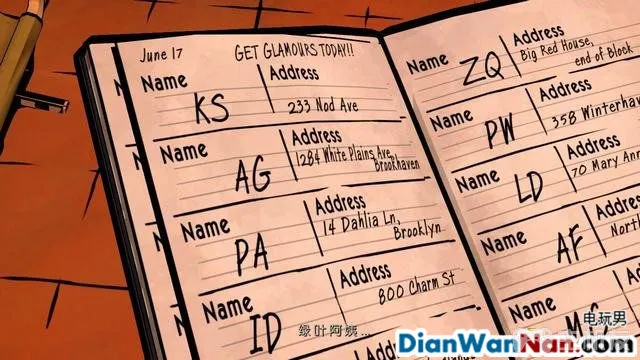 June 17
GET GLAMOURS TODAY!!
Name
KS
Address
233 Nod Ave
Name
AG
Address
1284 White Plains Ave,
Brookhaven
Name
PA
Address
14 Dahlia Ln,
Brooklyn
Name
ID
Address
800 Charm St
Name
ZQ
Address
Big Red House,
end of Block
Name
PW
Address
358
Name
LD
Address
70 Mary
Name
AF
Address
Name
绿叶阿姨...
电玩男
DianWanNan.com